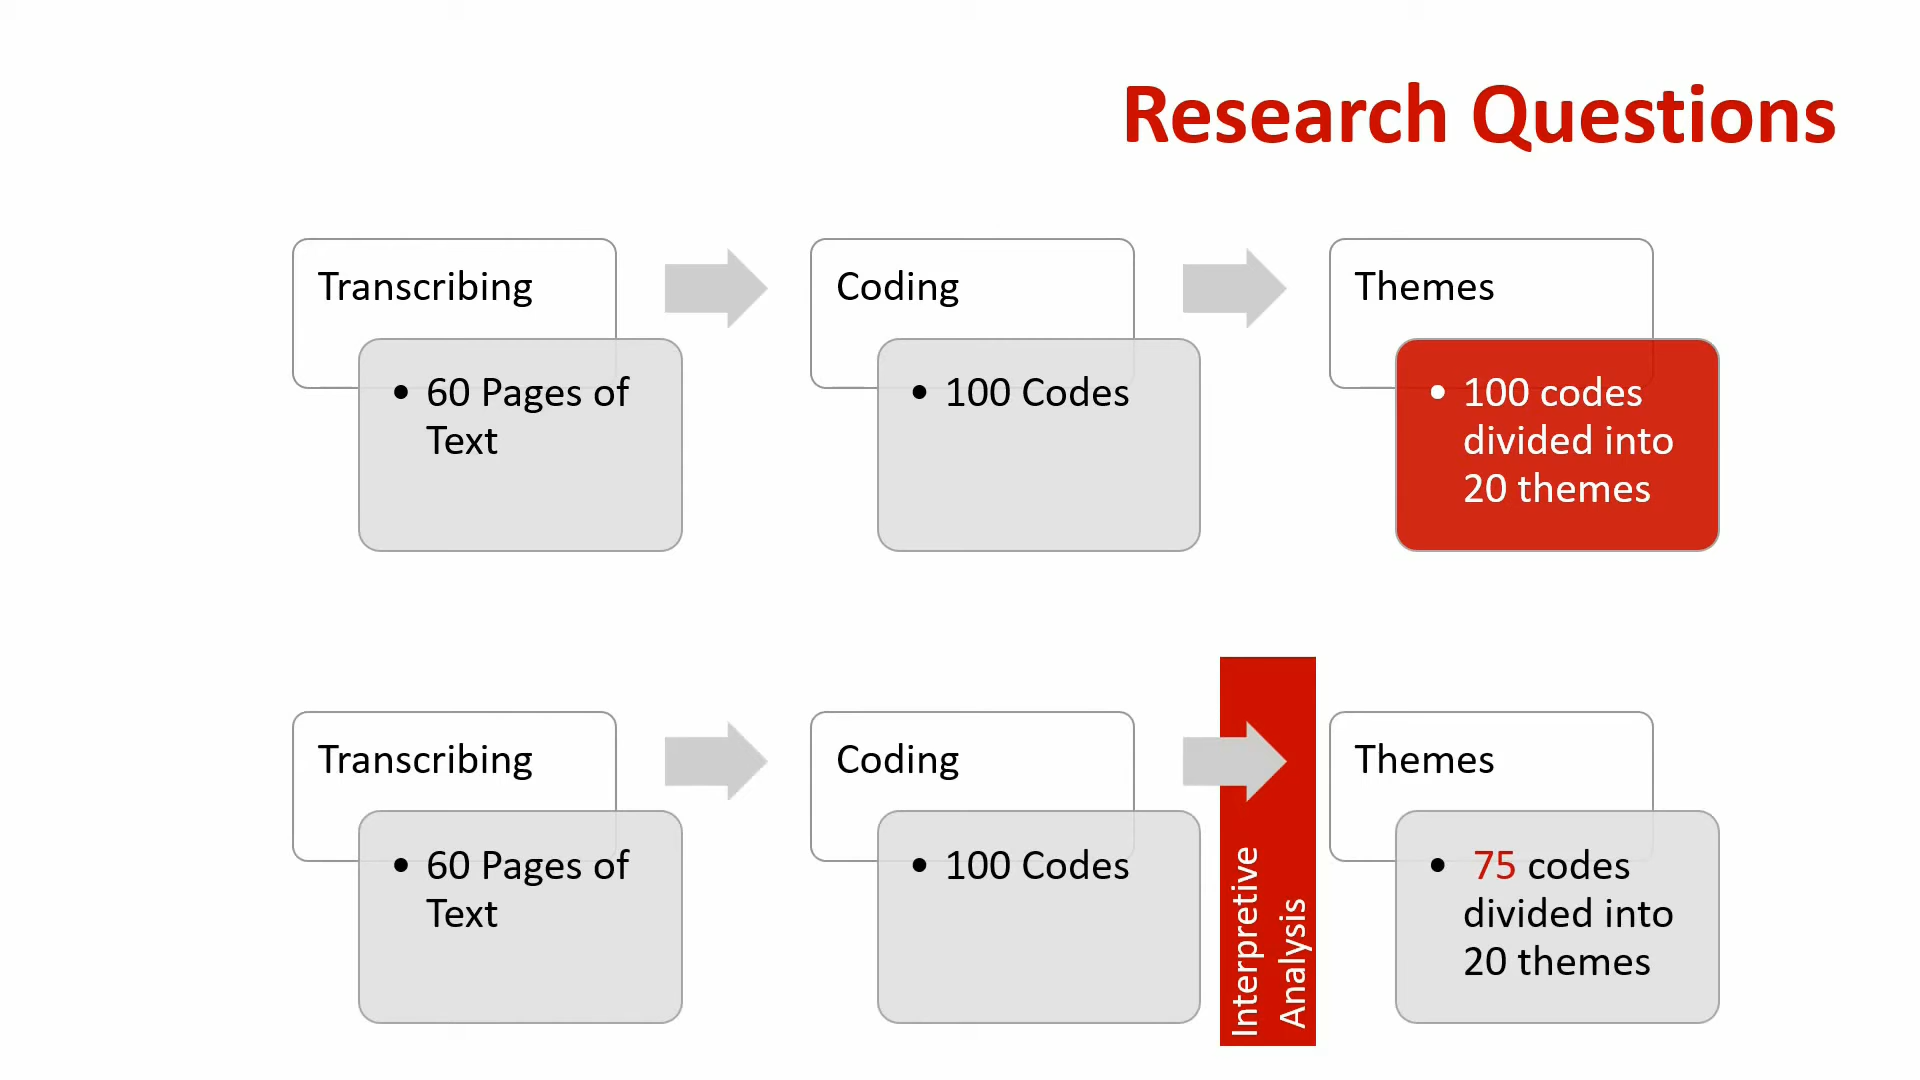 Research Questions
Transcribing
Coding
Themes
• 60 Pages of
Text
• 100 Codes
• 100 codes
divided into
20 themes
Transcribing
Coding
Themes
• 60 Pages of
Text
• 100 Codes
Interpretive
Analysis
• 75 codes
divided into
20 themes